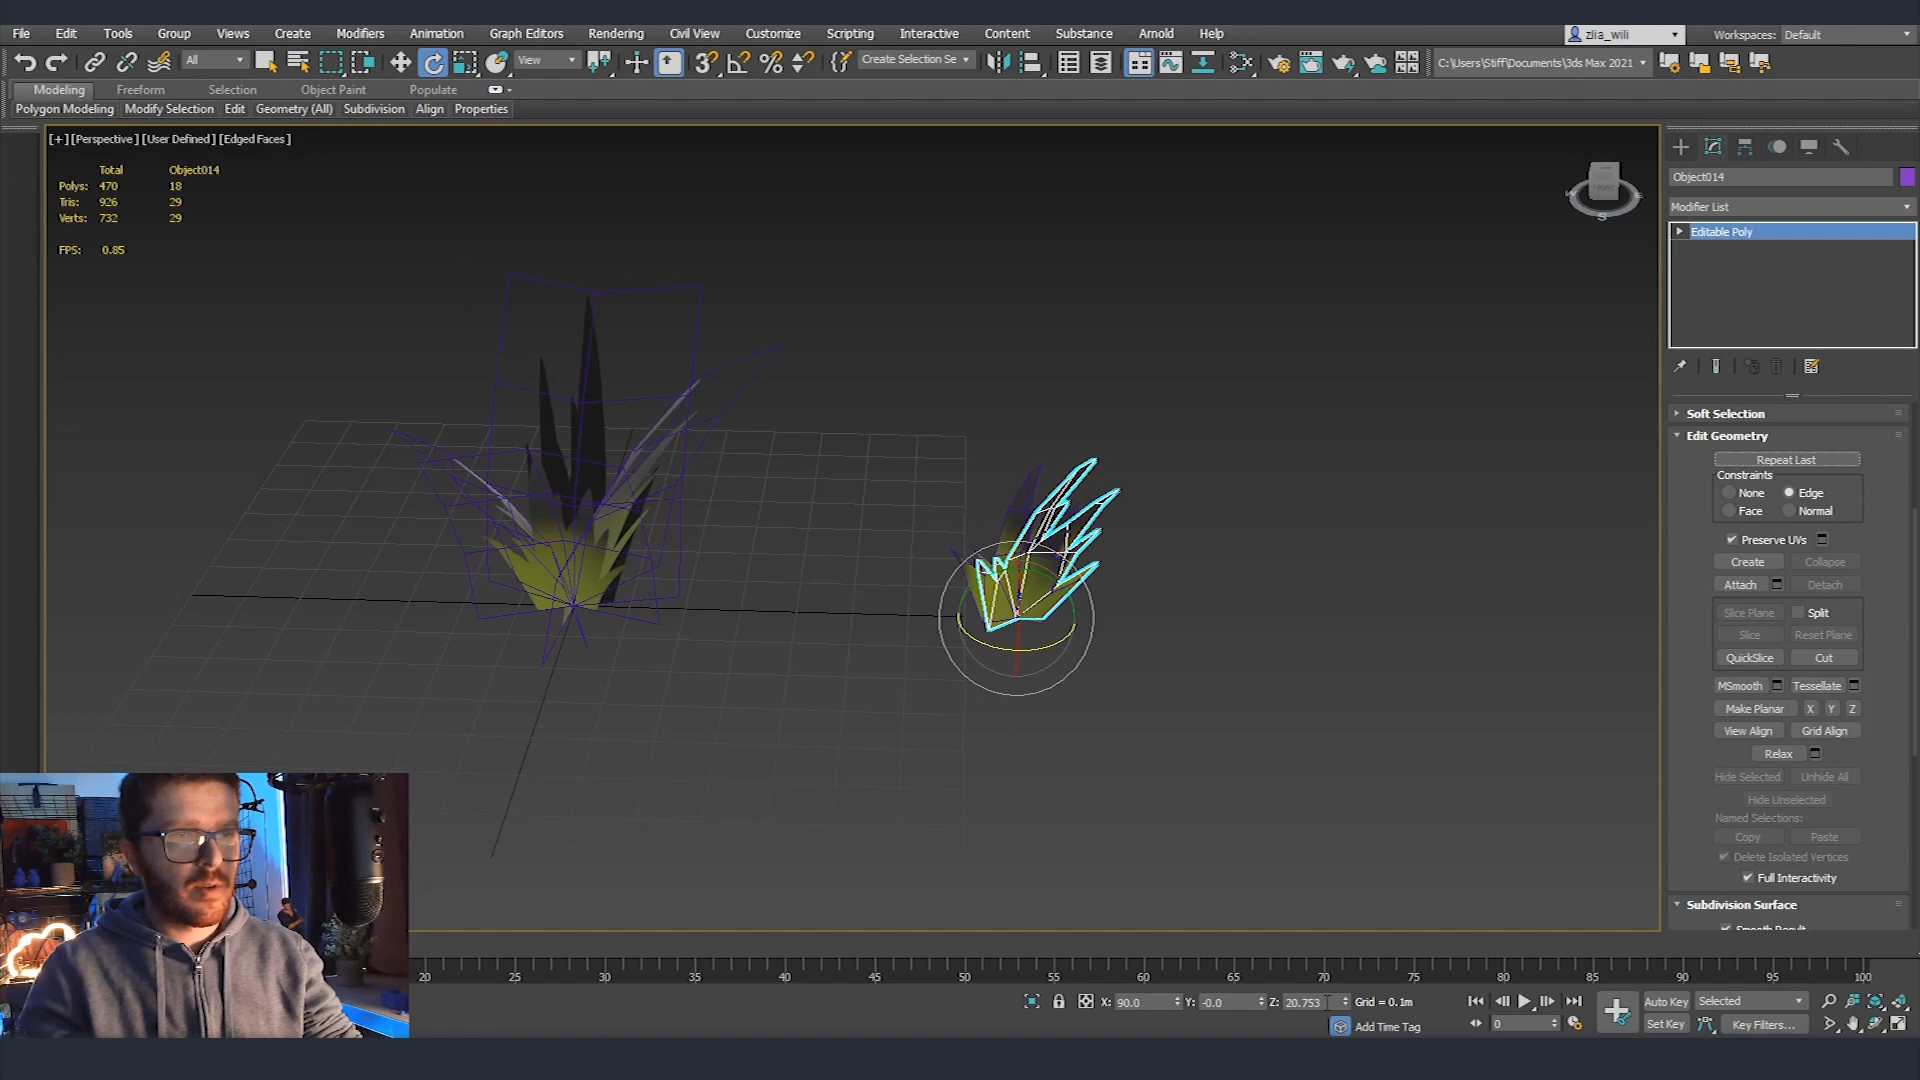 File Edit Tools Group Views Create Modifiers Animation Graph Editors Rendering Civil View Customize Scripting Content Substance Arnold Help zlia_wili Workspaces: Default
All View Create Selection Se C:\Users\Stiff\Documents\3ds Max 2021
Modeling Freeform Selection Object Paint Populate
Polygon Modeling Modify Selection Edit Geometry (All) Subdivision Align Properties
[+] [Perspective] [User Defined] [Edged Faces]
Total Object014
Polys: 470 18
Tris: 926 29
Verts: 732 29
FPS: 0.85
FRONT
S
Object014
Modifier List
Editable Poly
Soft Selection
Edit Geometry
Repeat Last
Constraints
None Edge
Face Normal
Preserve UVs
Create Collapse
Attach Detach
Slice Plane Split
Slice Reset Plane
QuickSlice Cut
MSmooth Tessellate
Make Planar X Y Z
View Align Grid Align
Relax
Hide Selected Unhide All
Hide Unselected
Named Selections:
Copy Paste
Delete Isolated Vertices
Full Interactivity
Subdivision Surface
Smooth Result
20 25 30 35 40 45 50 55 60 65 70 75 80 85 90 95 100
X: 90.0 Y: -0.0 Z: 20.753 Grid = 0.1m Auto Key Selected
Add Time Tag 0 Set Key Key Filters...